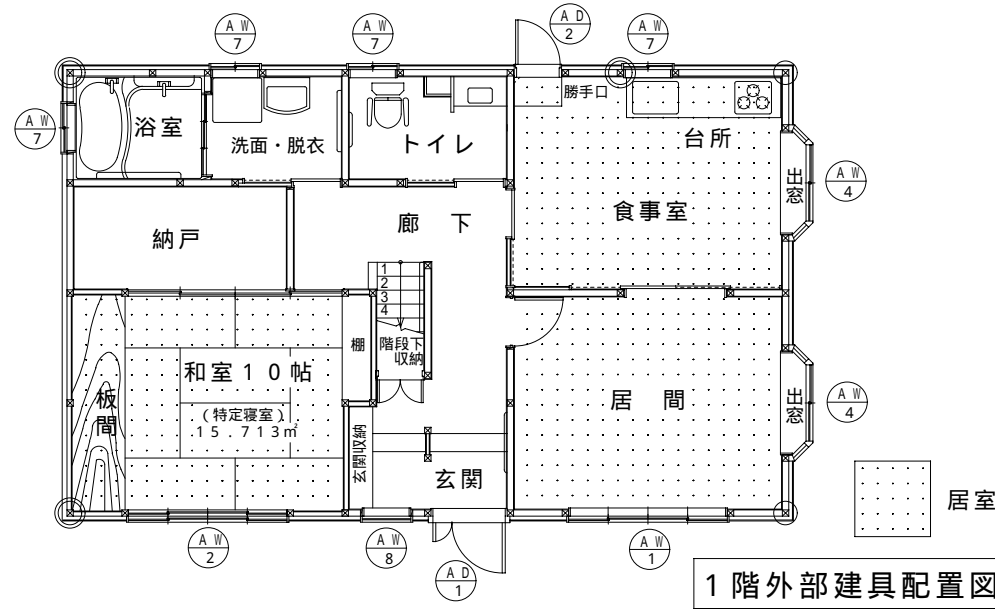 AD
2
AW
7
AW
7
AW
7
勝手口
AW
7
浴室
洗面・脱衣
トイレ
台所
出窓
AW
4
納戸
廊 下
食事室
1
2
3
4
階段下
収納
棚
和室10帖
(特定寝室)
15.713㎡
板間
居 間
出窓
AW
4
玄関収納
玄関
居室
AW
2
AW
8
AD
1
AW
1
1階外部建具配置図